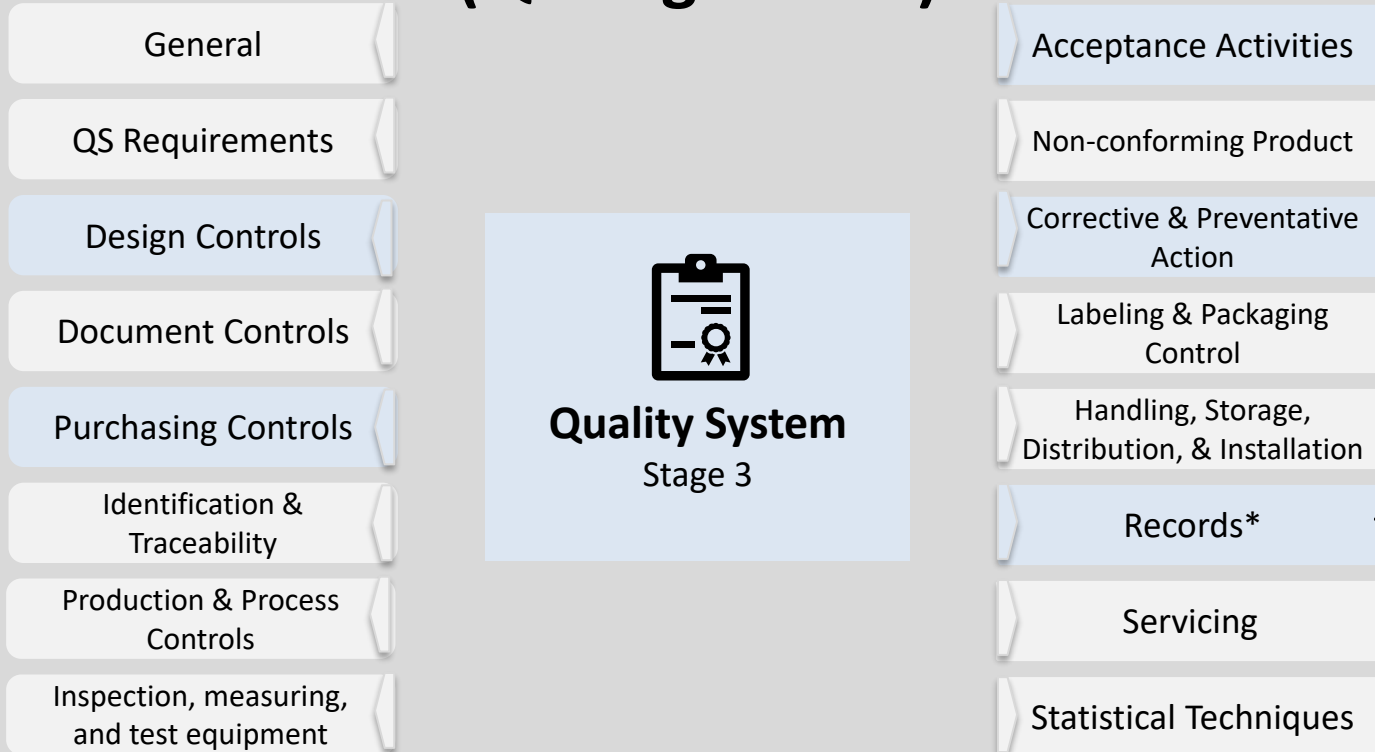 General
QS Requirements
Design Controls
Document Controls
Purchasing Controls
Identification &
Traceability
Production & Process
Controls
Inspection, measuring,
and test equipment
Quality System
Stage 3
Acceptance Activities
Non-conforming Product
Corrective & Preventative
Action
Labeling & Packaging
Control
Handling, Storage,
Distribution, & Installation
Records*
Servicing
Statistical Techniques